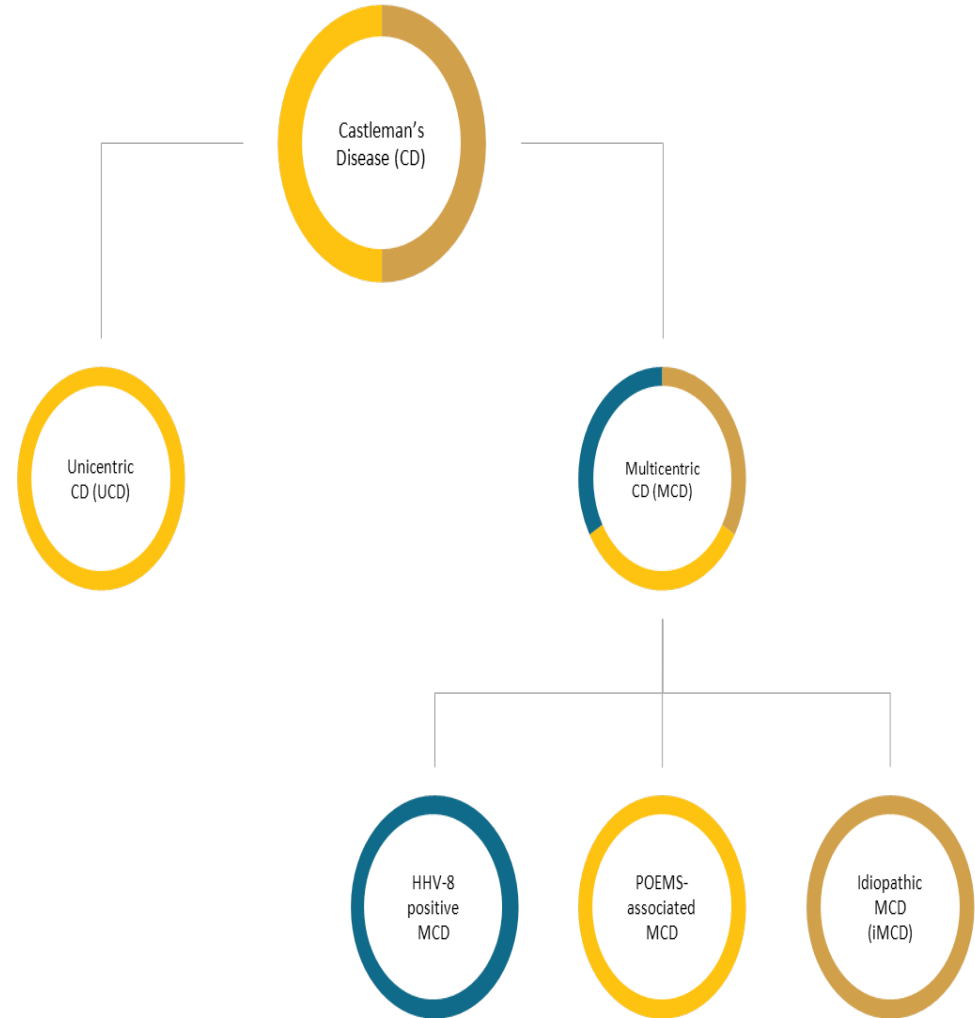 Castleman’s
Disease (CD)
Unicentric
CD (UCD)
Multicentric
CD (MCD)
HHV-8
positive
MCD
POEMS-
associated
MCD
Idiopathic
MCD
(iMCD)